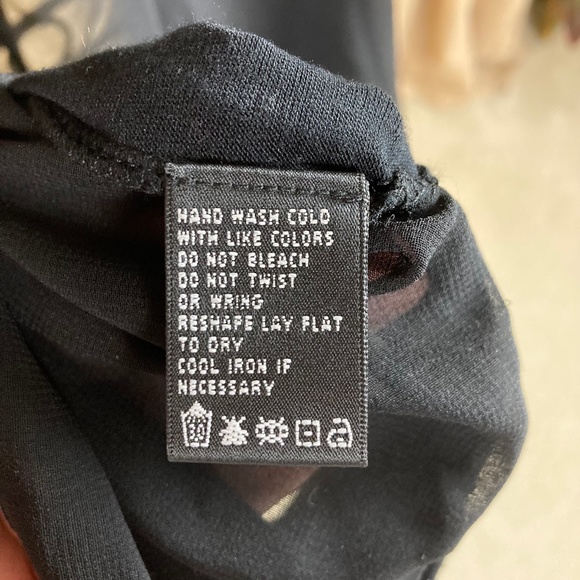 HAND WASH COLD
WITH LIKE COLORS
DO NOT BLEACH
DO NOT TWIST
OR WRING
RESHAPE LAY FLAT
TO DRY
COOL IRON IF
NECESSARY